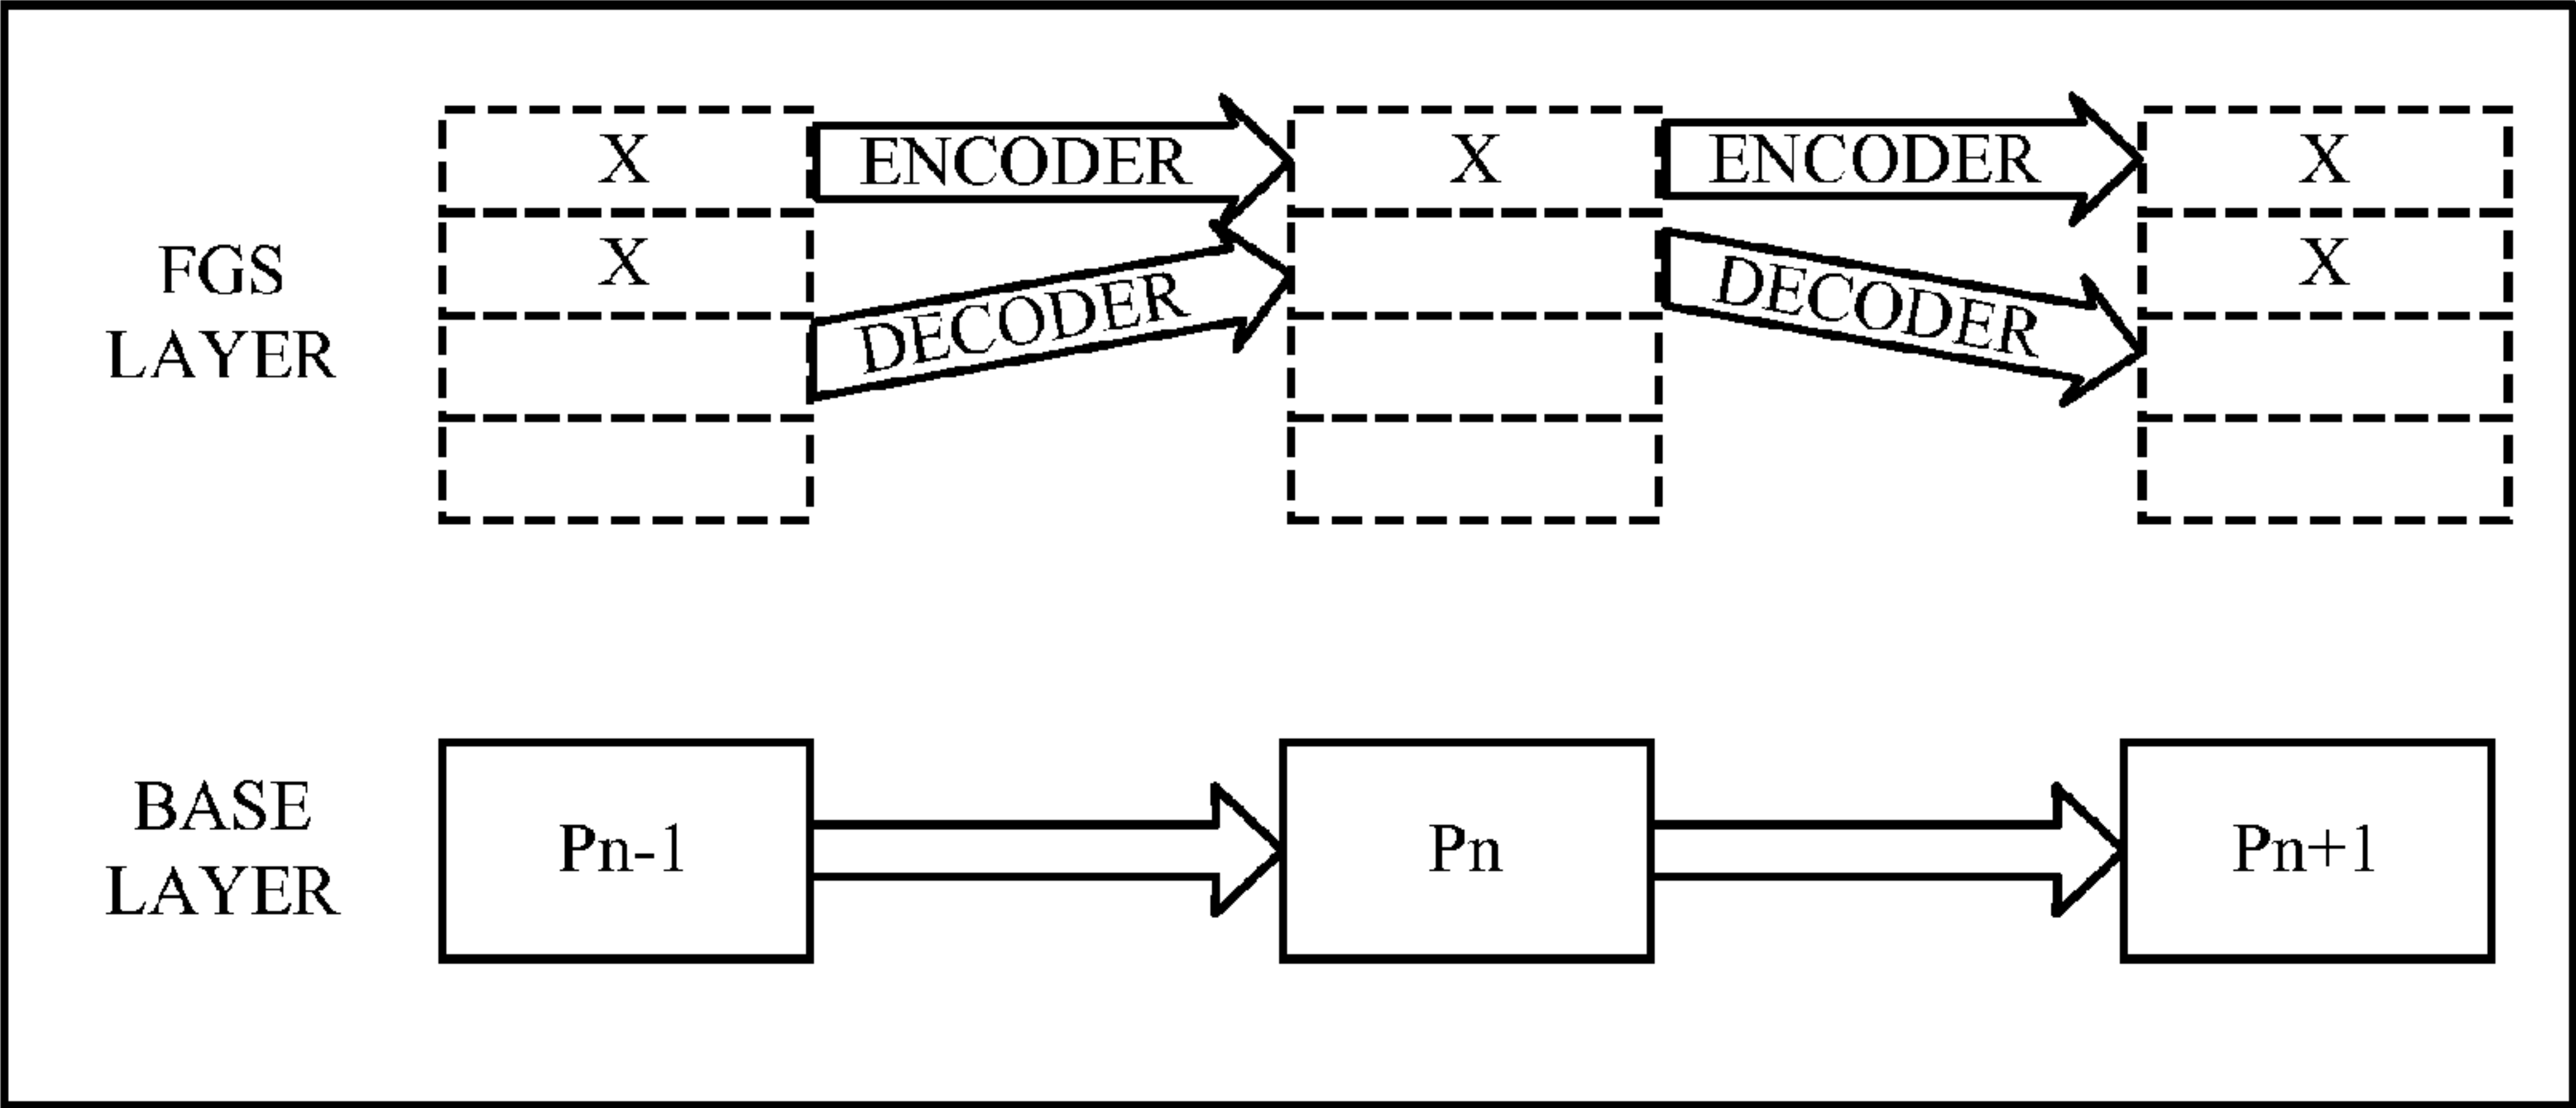 X
ENCODER
X
ENCODER
X
FGS
LAYER
X
DECODER
DECODER
X
BASE
LAYER
Pn-1
Pn
Pn+1